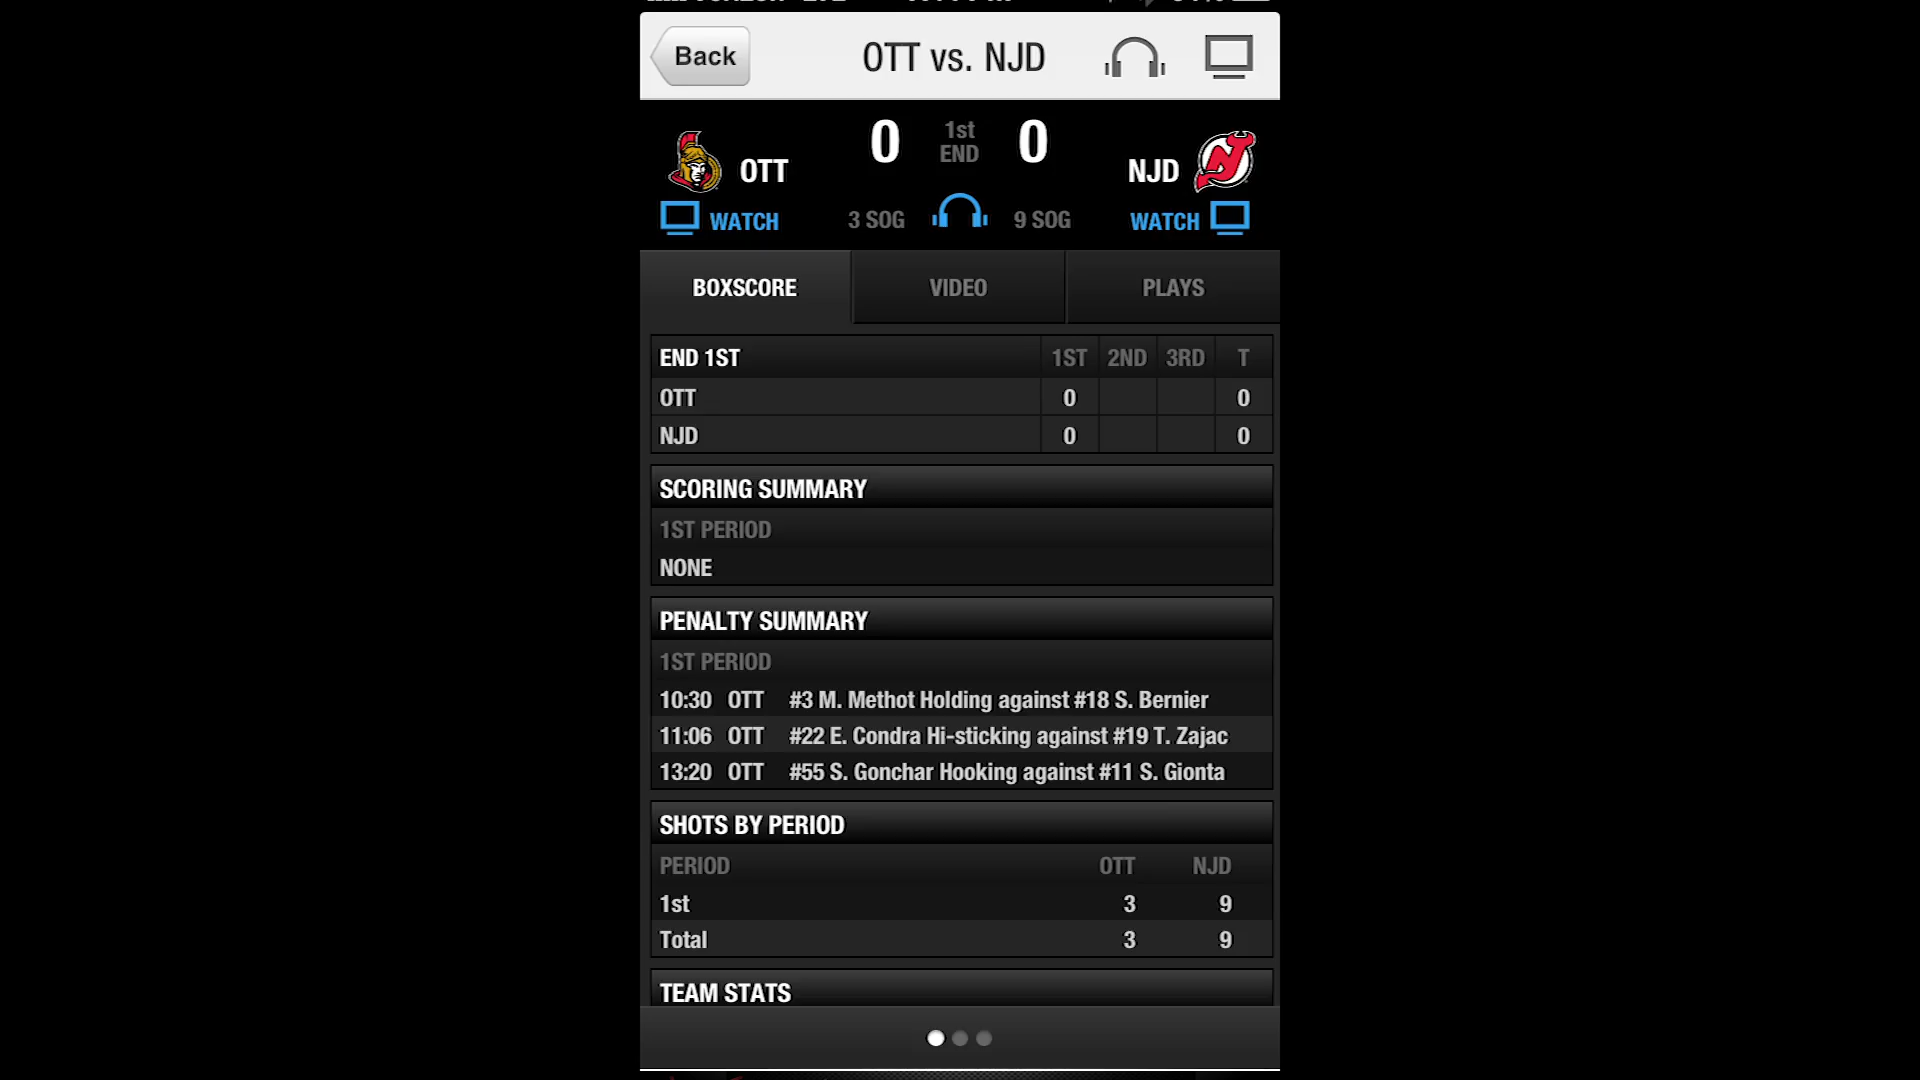 Back
OTT vs. NJD
0 1st END 0
OTT
NJD
WATCH
3 SOG
9 SOG
WATCH
BOXSCORE VIDEO PLAYS
END 1ST 1ST 2ND 3RD T
OTT 0 0
NJD 0 0
SCORING SUMMARY
1ST PERIOD
NONE
PENALTY SUMMARY
1ST PERIOD
10:30 OTT #3 M. Methot Holding against #18 S. Bernier
11:06 OTT #22 E. Condra Hi-sticking against #19 T. Zajac
13:20 OTT #55 S. Gonchar Hooking against #11 S. Gionta
SHOTS BY PERIOD
PERIOD OTT NJD
1st 3 9
Total 3 9
TEAM STATS